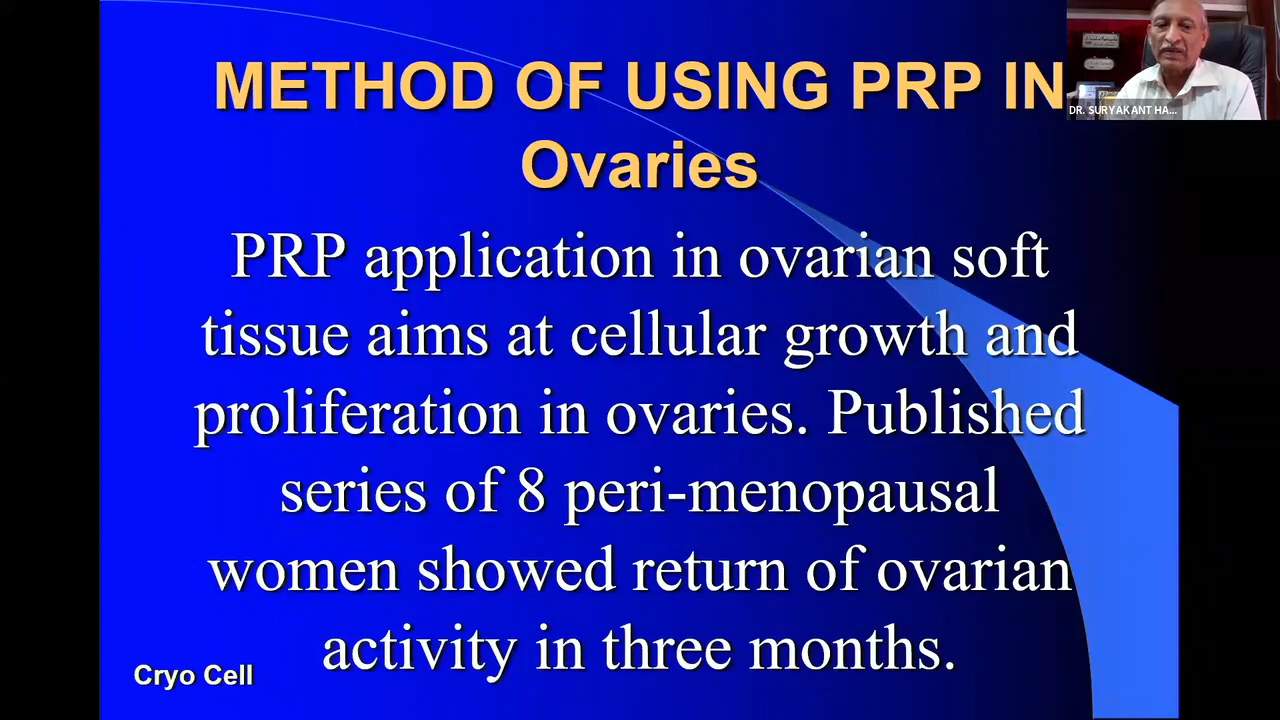 METHOD OF USING PRP IN
Ovaries
DR. SURYAKANT HA...
PRP application in ovarian soft
tissue aims at cellular growth and
proliferation in ovaries. Published
series of 8 peri-menopausal
women showed return of ovarian
activity in three months.
Cryo Cell